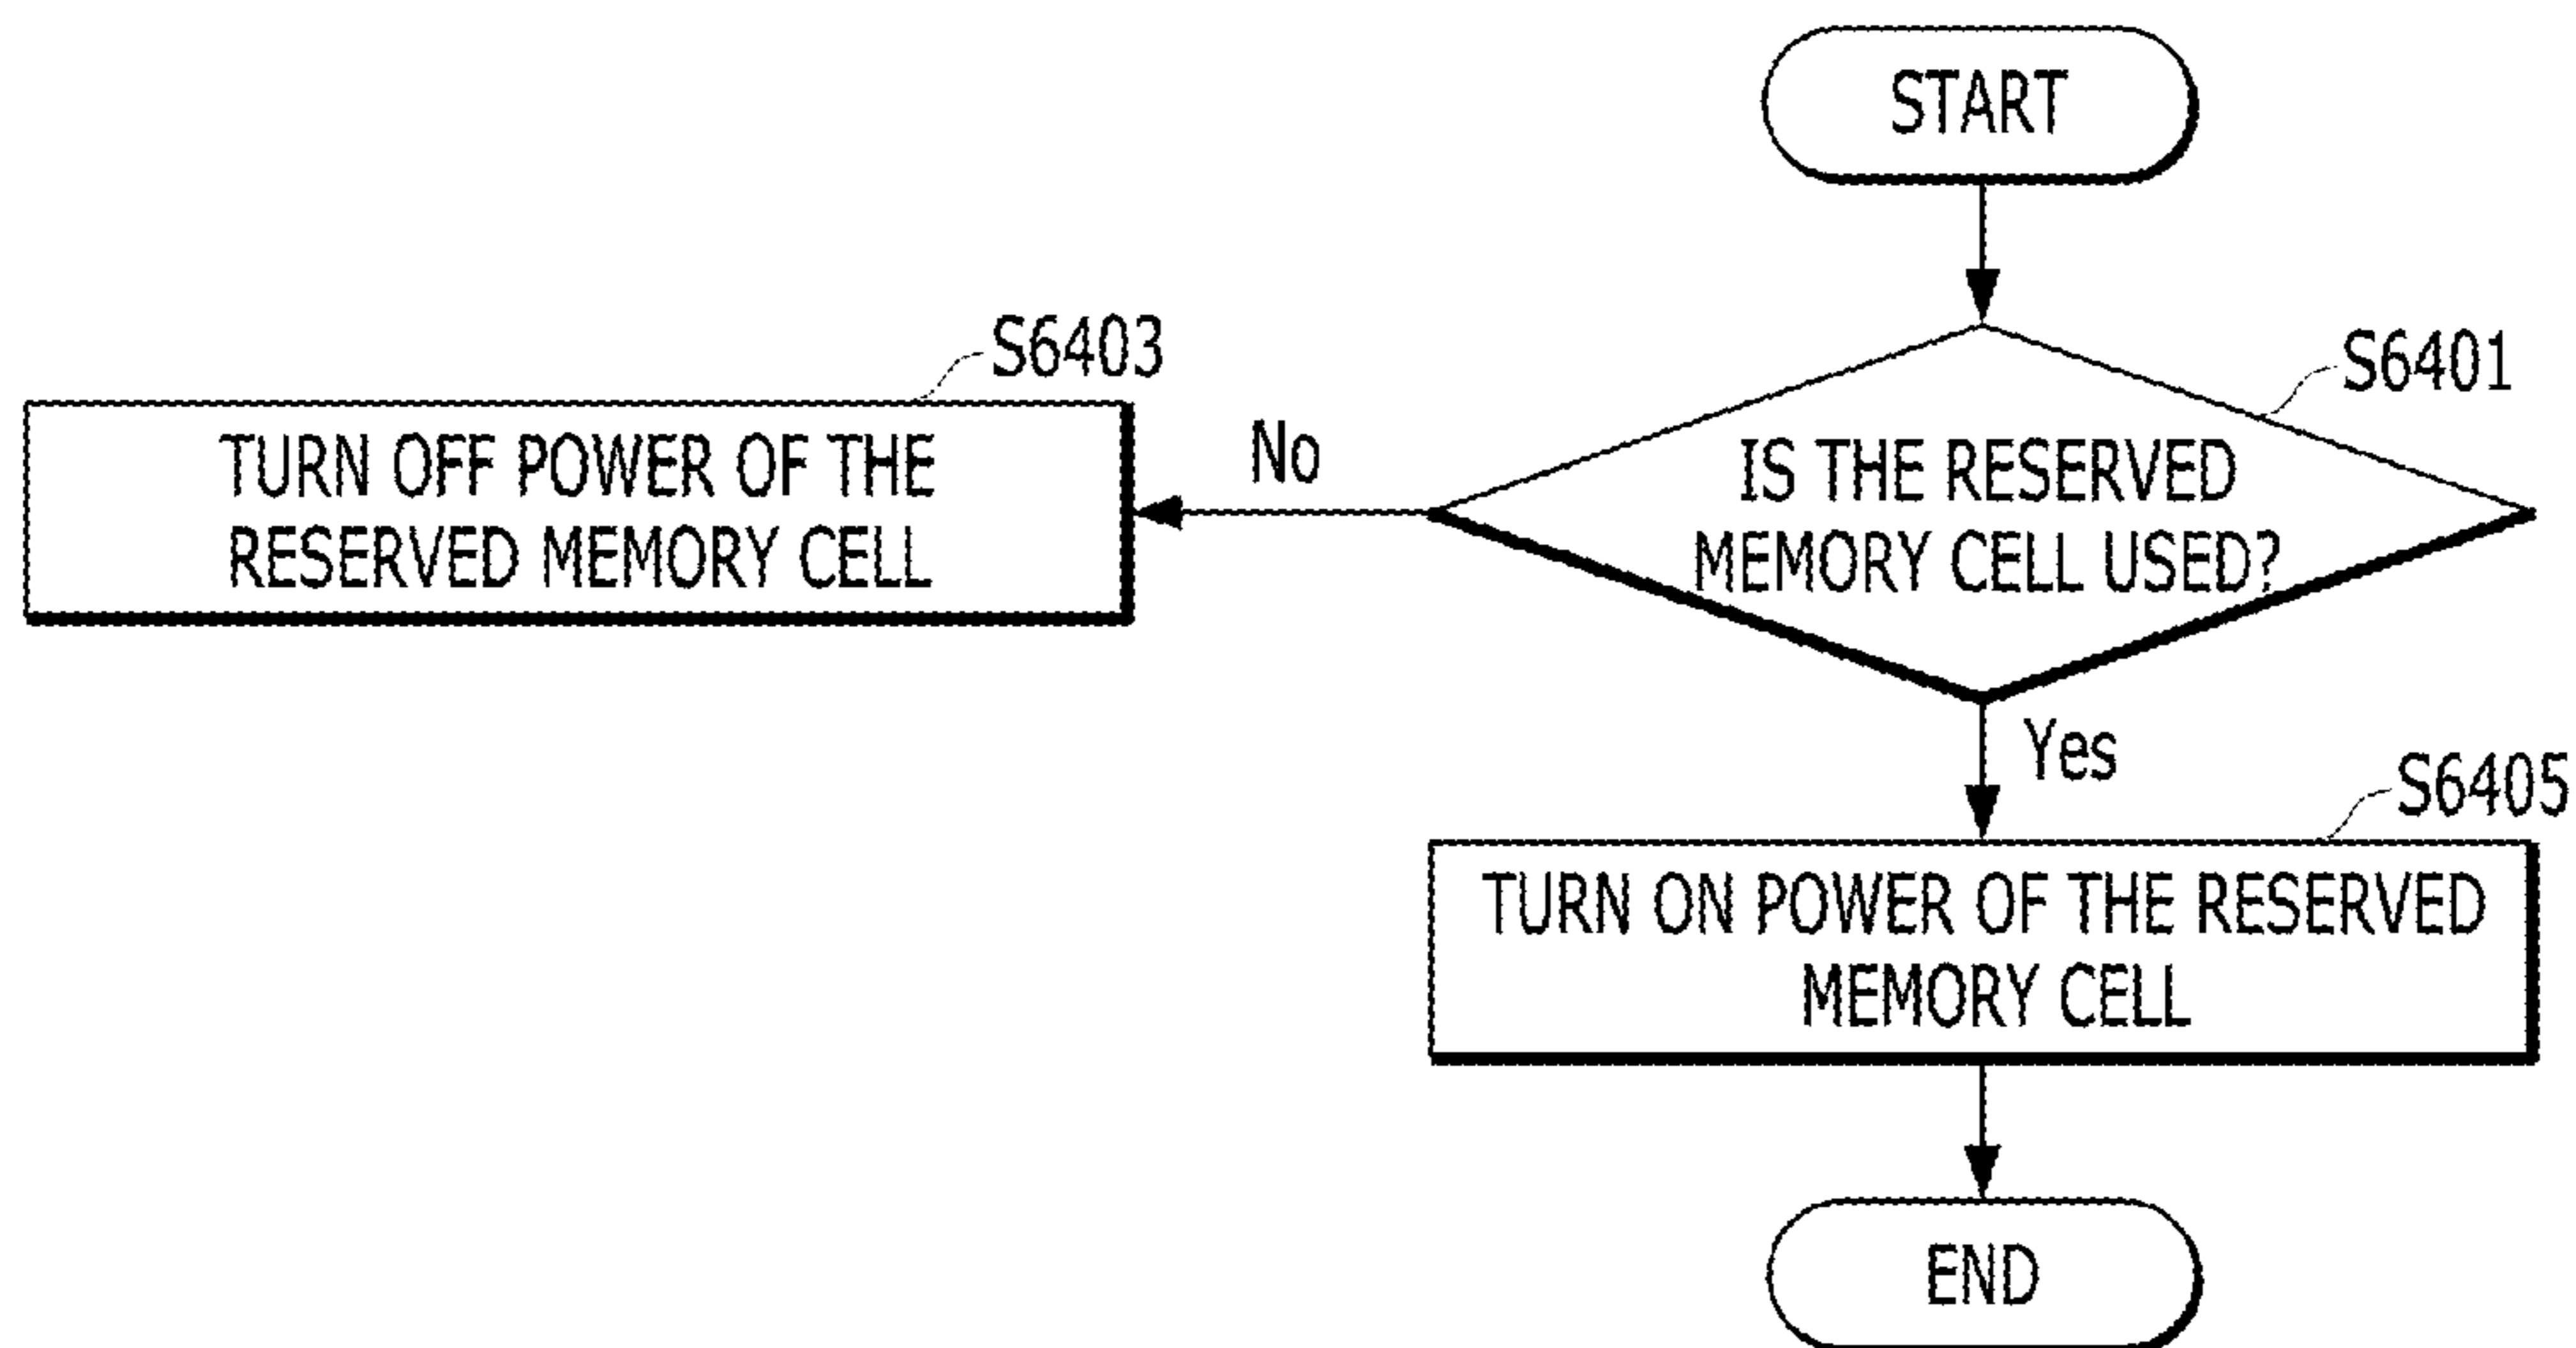 START
S6401
IS THE RESERVED
MEMORY CELL USED?
No
S6403
TURN OFF POWER OF THE
RESERVED MEMORY CELL
Yes
S6405
TURN ON POWER OF THE RESERVED
MEMORY CELL
END